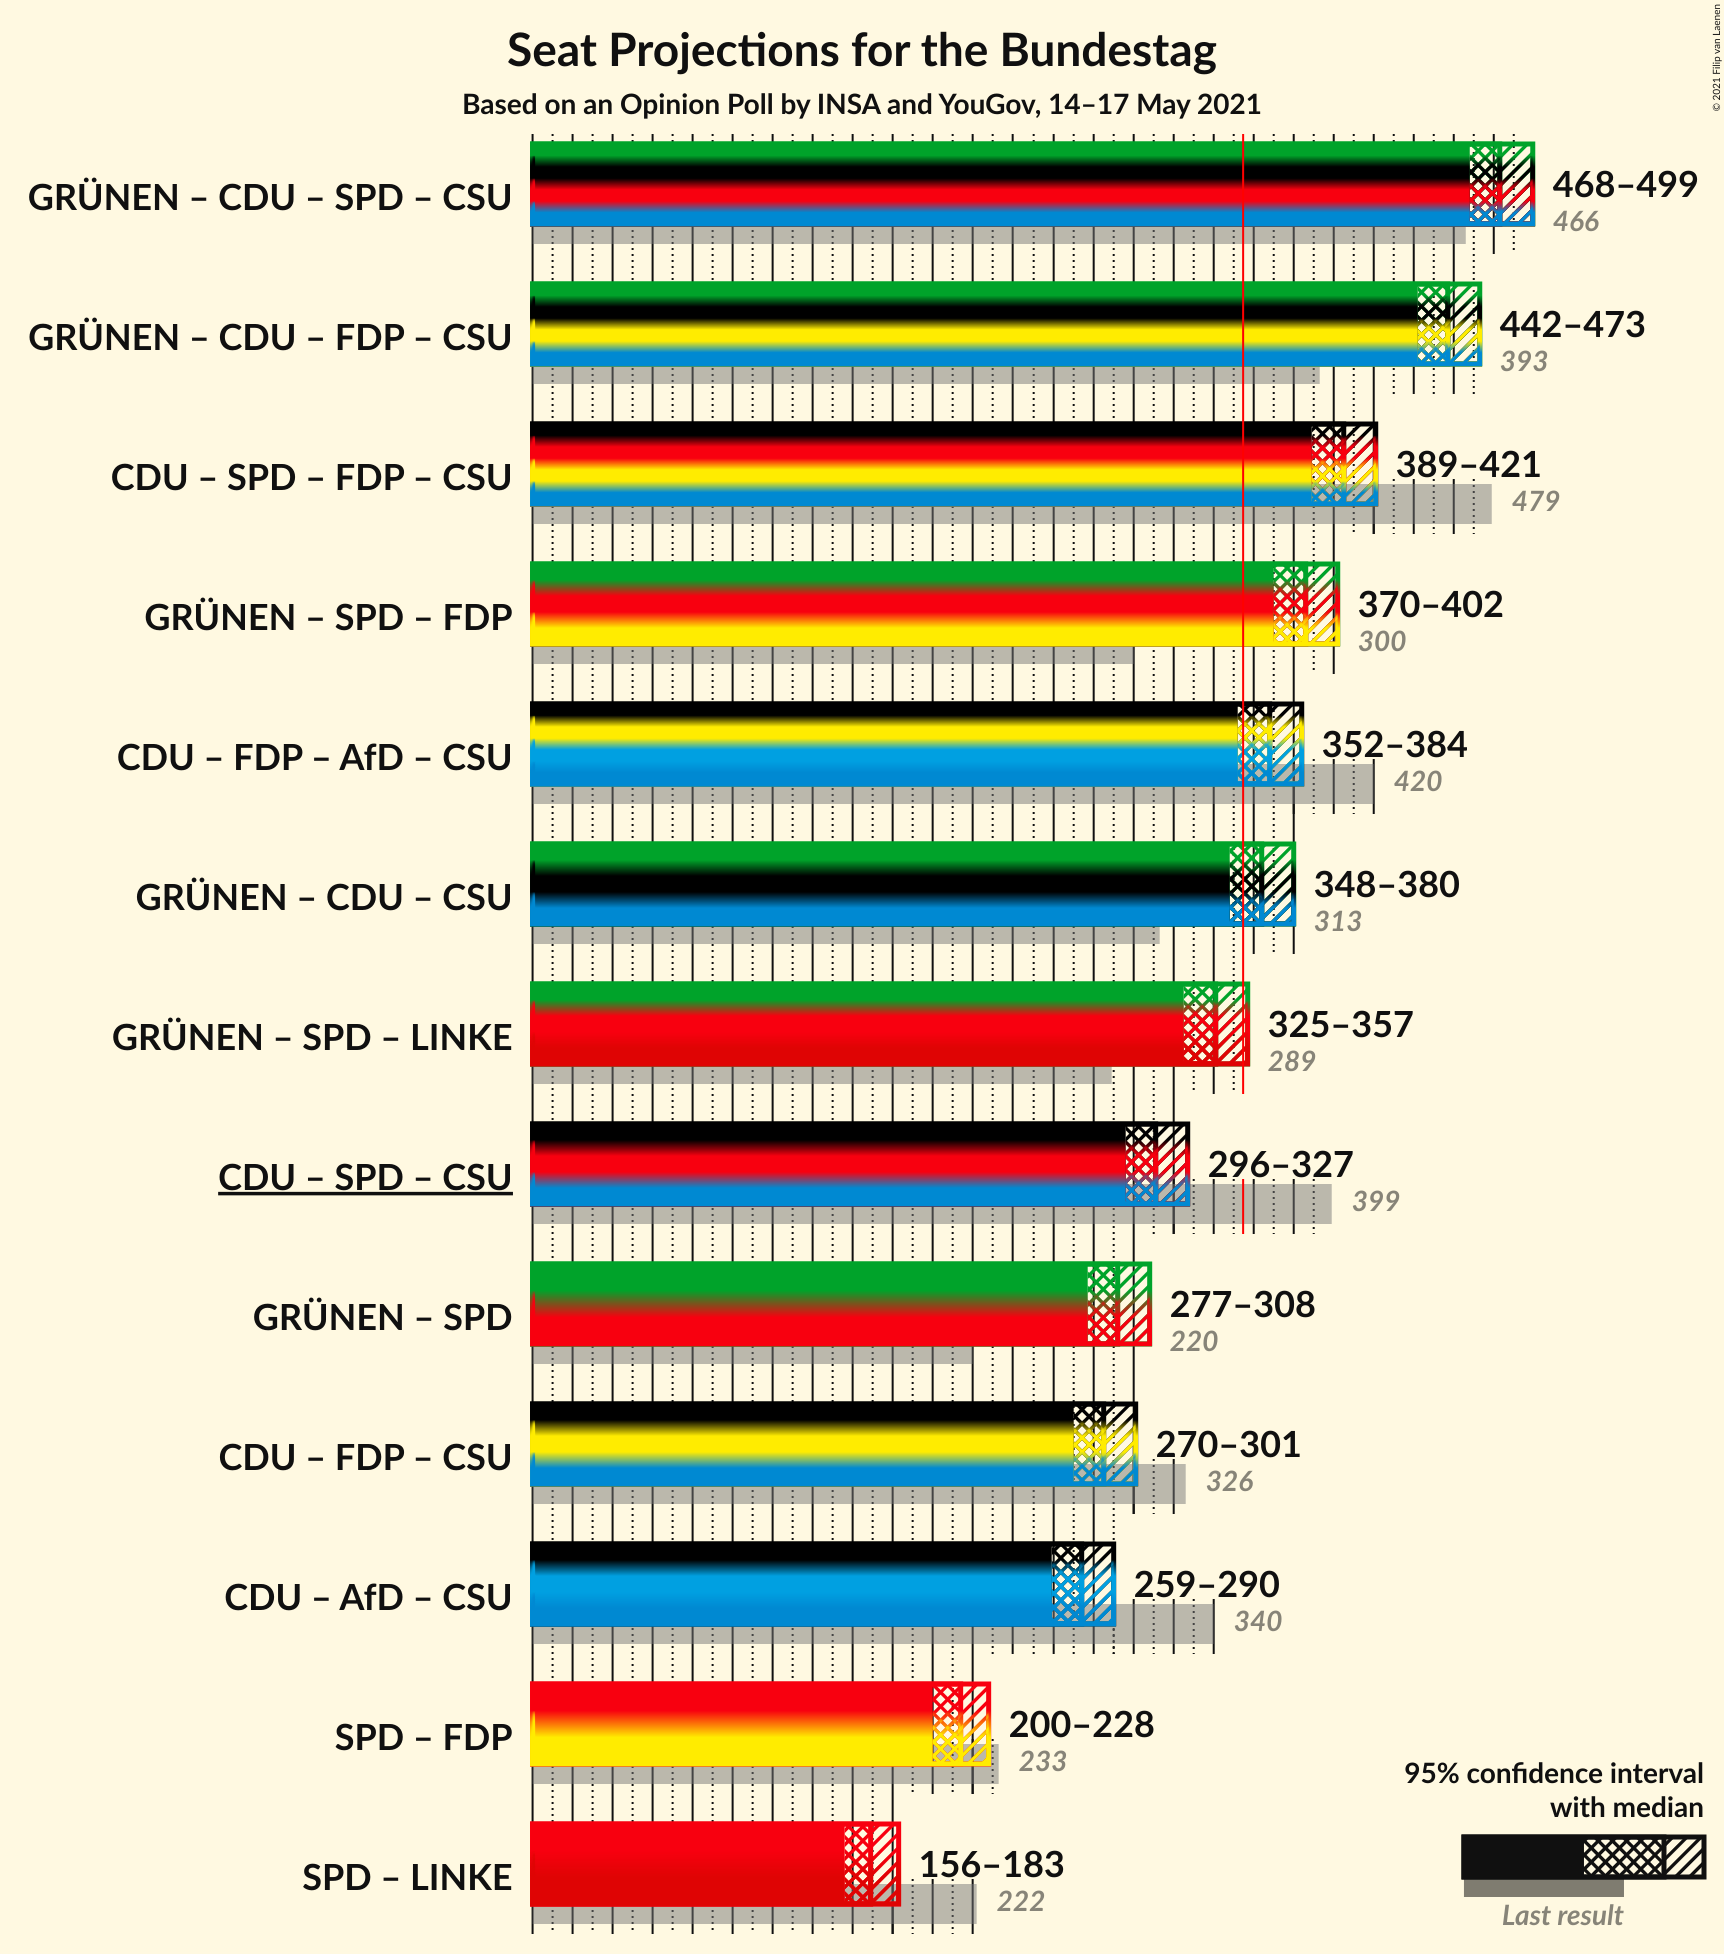 Seat Projections for the Bundestag
Based on an Opinion Poll by INSA and YouGov, 14–17 May 2021
© 2021 Filip van Laenen
GRÜNEN – CDU – SPD – CSU
468–499
466
GRÜNEN – CDU – FDP – CSU
442–473
393
CDU – SPD – FDP – CSU
389–421
479
GRÜNEN – SPD – FDP
370–402
300
CDU – FDP – AfD – CSU
352–384
420
GRÜNEN – CDU – CSU
348–380
313
GRÜNEN – SPD – LINKE
325–357
289
CDU – SPD – CSU
296–327
399
GRÜNEN – SPD
277–308
220
CDU – FDP – CSU
270–301
326
CDU – AfD – CSU
259–290
340
SPD – FDP
200–228
233
SPD – LINKE
156–183
222
95% confidence interval
with median
Last result